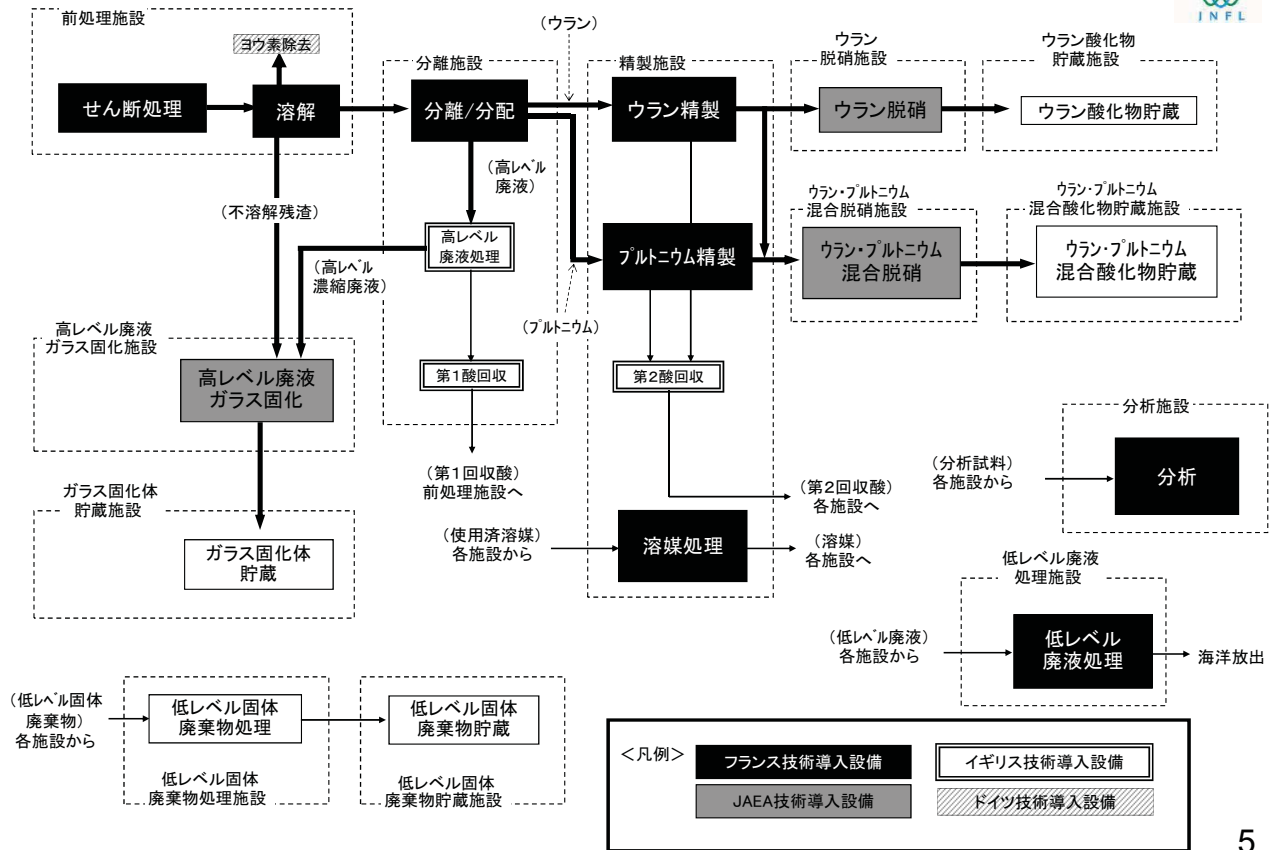 JNFL
前処理施設
ヨウ素除去
せん断処理
溶解
(不溶解残渣)
分離施設
分離/分配
(高レベル
廃液)
高レベル
廃液処理
(高レベル
濃縮廃液)
第1酸回収
(第1回収酸)
前処理施設へ
(ウラン)
(プルトニウム)
精製施設
ウラン精製
プルトニウム精製
第2酸回収
(第2回収酸)
各施設へ
(使用済溶媒)
各施設から
溶媒処理
(溶媒)
各施設へ
ウラン
脱硝施設
ウラン脱硝
ウラン酸化物
貯蔵施設
ウラン酸化物貯蔵
ウラン・プルトニウム
混合脱硝施設
ウラン・プルトニウム
混合脱硝
ウラン・プルトニウム
混合酸化物貯蔵施設
ウラン・プルトニウム
混合酸化物貯蔵
高レベル廃液
ガラス固化施設
高レベル廃液
ガラス固化
ガラス固化体
貯蔵施設
ガラス固化体
貯蔵
分析施設
(分析試料)
各施設から
分析
低レベル廃液
処理施設
(低レベル廃液)
各施設から
低レベル
廃液処理
海洋放出
(低レベル固体
廃棄物)
各施設から
低レベル固体
廃棄物処理
低レベル固体
廃棄物処理施設
低レベル固体
廃棄物貯蔵
低レベル固体
廃棄物貯蔵施設
<凡例>
フランス技術導入設備
イギリス技術導入設備
JAEA技術導入設備
ドイツ技術導入設備
5